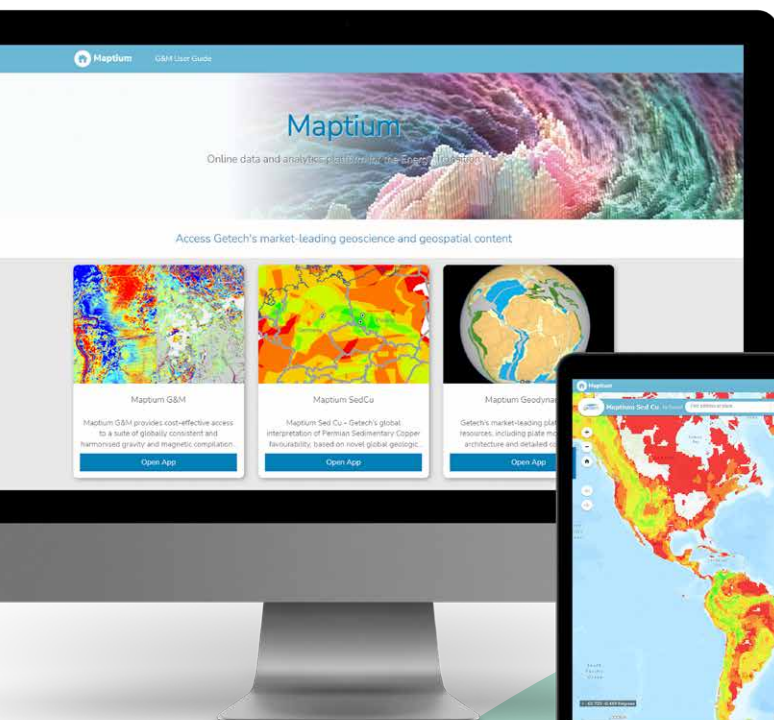 Maptium
G&M User Guide
Maptium
Online data and analytics platform for the Energy Transition
Access Getech's market-leading geoscience and geospatial content
Maptium G&M
Maptium G&M provides cost-effective access
to a suite of globally consistent and
harmonised gravity and magnetic compilation...
Open App
Germany
Maptium SedCu
Maptium Sed Cu - Getech's global
interpretation of Permian Sedimentary Copper
favourability, based on novel global geologic...
Open App
Maptium Geodyna
Getech's market-leading plat
resources, including plate mo
architecture and detailed co
Open App
Maptium
Maptium Sed Cu